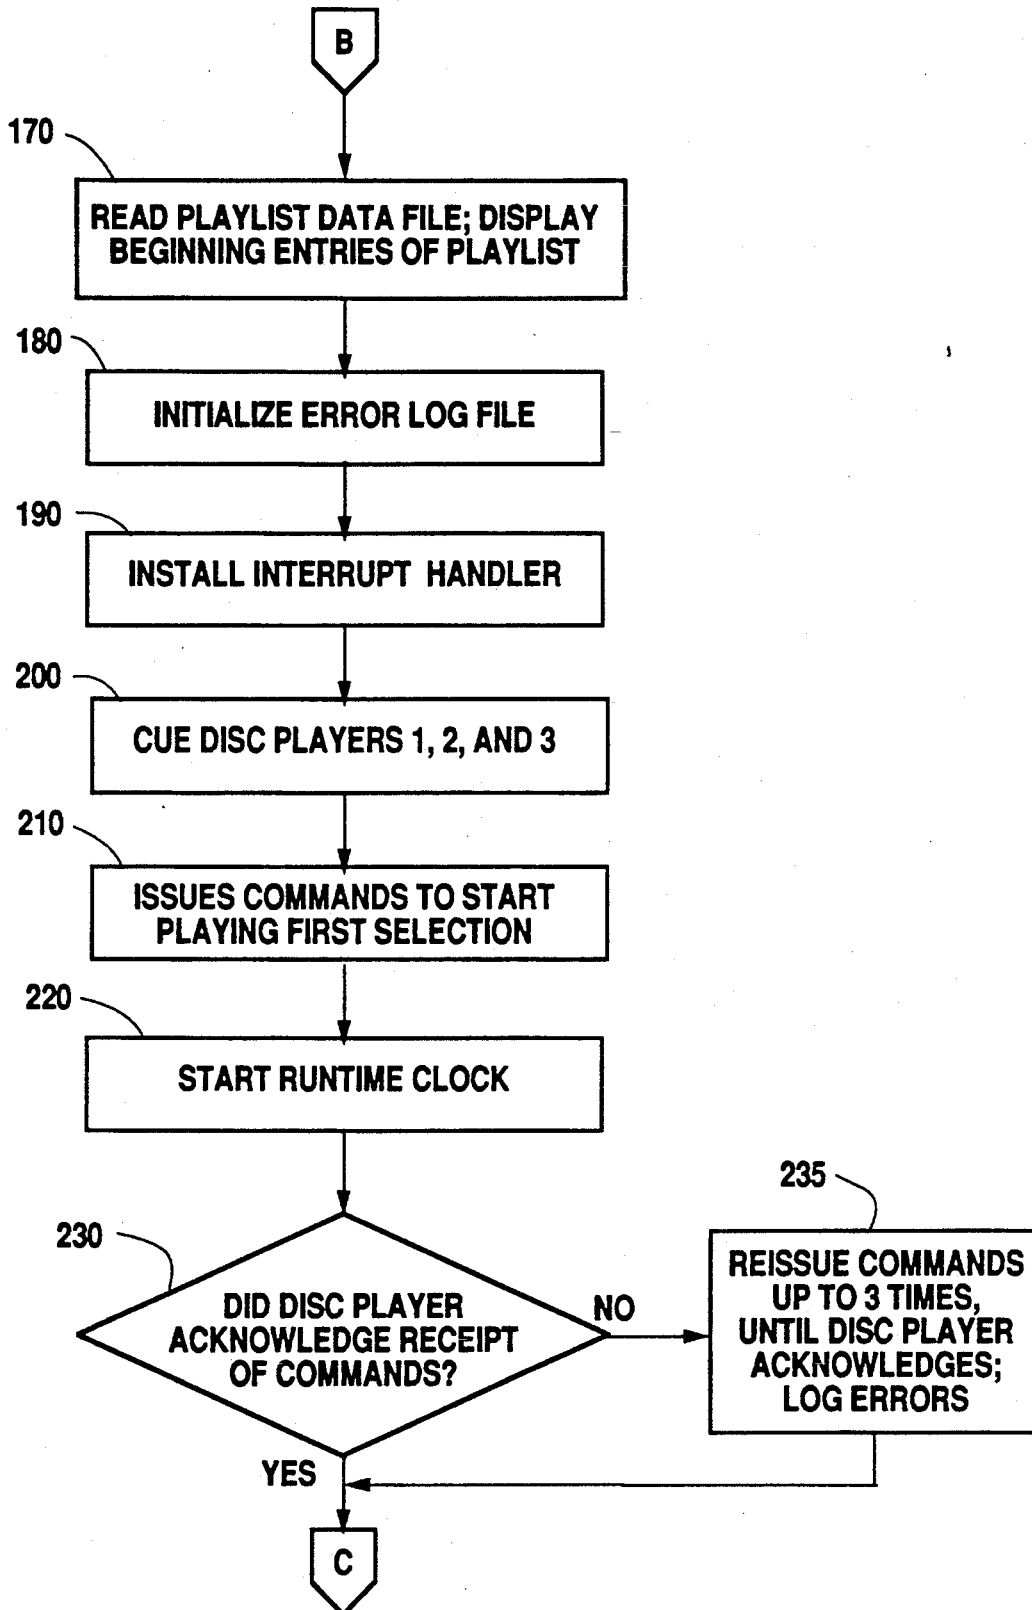 B
170
READ PLAYLIST DATA FILE; DISPLAY
BEGINNING ENTRIES OF PLAYLIST
180
INITIALIZE ERROR LOG FILE
190
INSTALL INTERRUPT HANDLER
200
CUE DISC PLAYERS 1, 2, AND 3
210
ISSUES COMMANDS TO START
PLAYING FIRST SELECTION
220
START RUNTIME CLOCK
230
DID DISC PLAYER
ACKNOWLEDGE RECEIPT
OF COMMANDS?
NO
235
REISSUE COMMANDS
UP TO 3 TIMES,
UNTIL DISC PLAYER
ACKNOWLEDGES;
LOG ERRORS
YES
C